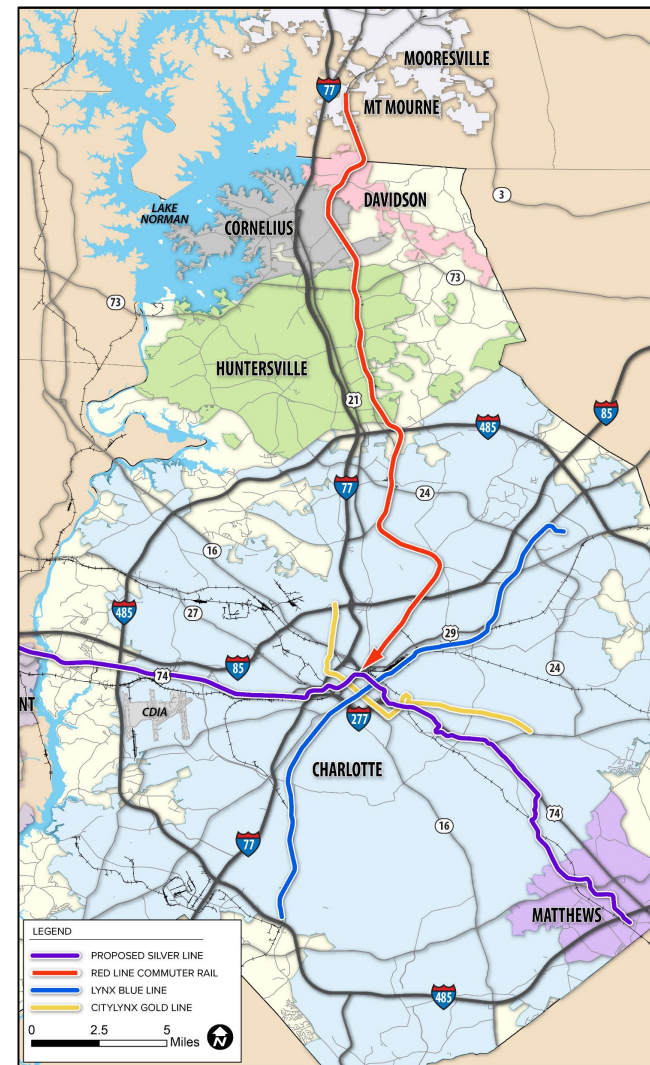 MOORESVILLE
77
MT MOURNE
3
LAKE
NORMAN
DAVIDSON
CORNELIUS
73
73
HUNTERSVILLE
21
85
485
77
24
16
485
27
29
85
74
24
NT
CDIA
277
CHARLOTTE
74
16
77
MATTHEWS
485
LEGEND
PROPOSED SILVER LINE
RED LINE COMMUTER RAIL
LYNX BLUE LINE
CITYLYNX GOLD LINE
0 2.5 5
Miles
N